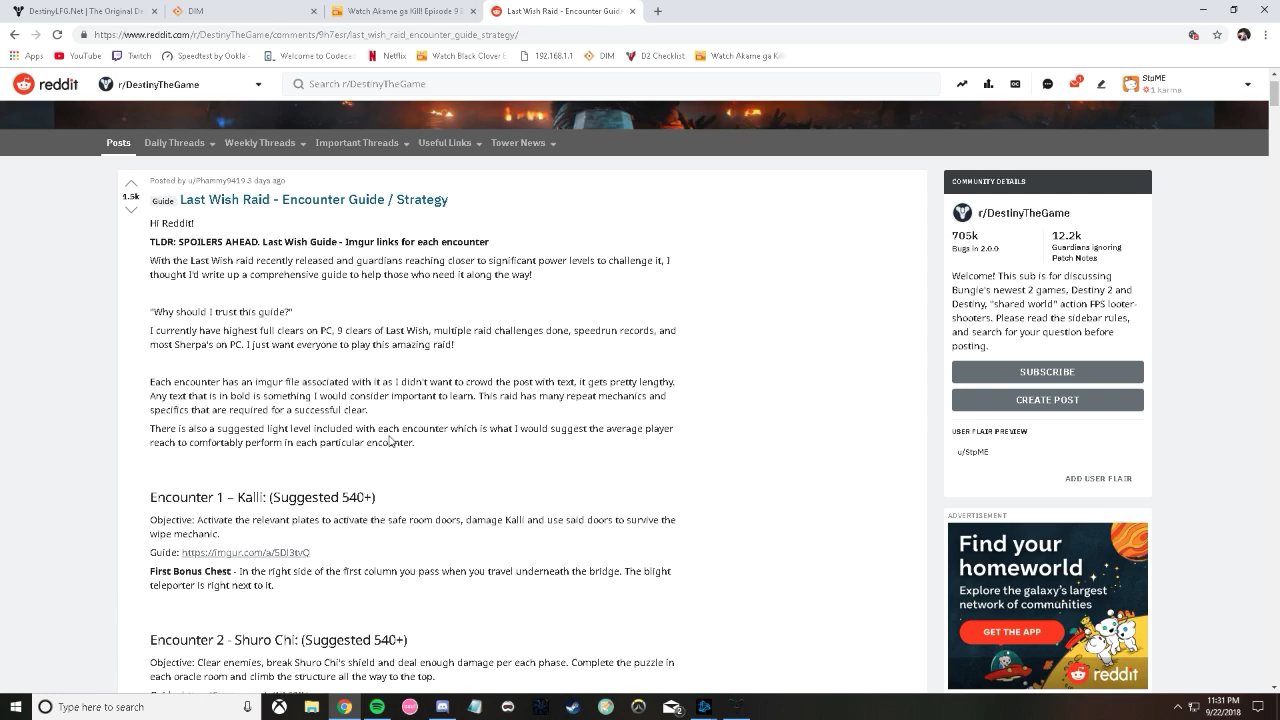 DestinyLFG.Net | The Original De
DIM
Watch Akame ga Kill! Episode 9.5
Last Wish Raid - Encounter Guide
https://www.reddit.com/r/DestinyTheGame/comments/9h7esr/last_wish_raid_encounter_guide_strategy/
Apps
YouTube
Twitch
Speedtest by Ookla -
Welcome to Codecad
Netflix
Watch Black Clover E
192.168.1.1
DIM
D2 Checklist
Watch Akame ga Kill
reddit
r/DestinyTheGame
Search r/DestinyTheGame
StpME
1 karma
Posts
Daily Threads
Weekly Threads
Important Threads
Useful Links
Tower News
Posted by u/Phammy9419 3 days ago
1.5k
Guide Last Wish Raid - Encounter Guide / Strategy
Hi Reddit!
TLDR: SPOILERS AHEAD. Last Wish Guide - Imgur links for each encounter
With the Last Wish raid recently released and guardians reaching closer to significant power levels to challenge it, I
thought I'd write up a comprehensive guide to help those who need it along the way!
"Why should I trust this guide?"
I currently have highest full clears on PC, 9 clears of Last Wish, multiple raid challenges done, speedrun records, and
most Sherpa's on PC. I just want everyone to play this amazing raid!
Each encounter has an imgur file associated with it as I didn't want to crowd the post with text, it gets pretty lengthy.
Any text that is in bold is something I would consider important to learn. This raid has many repeat mechanics and
specifics that are required for a successful clear.
There is also a suggested light level included with each encounter which is what I would suggest the average player
reach to comfortably perform in each particular encounter.
Encounter 1 – Kalli: (Suggested 540+)
Objective: Activate the relevant plates to activate the safe room doors, damage Kalli and use said doors to survive the
wipe mechanic.
Guide: https://imgur.com/a/5Dl3tvQ
First Bonus Chest - In the right side of the first column you pass when you travel underneath the bridge. The blight
teleporter is right next to it.
Encounter 2 - Shuro Chi: (Suggested 540+)
Objective: Clear enemies, break Shuro Chi's shield and deal enough damage per each phase. Complete the puzzle in
each oracle room and climb the structure all the way to the top.
COMMUNITY DETAILS
r/DestinyTheGame
705k
12.2k
Bugs in 2.0.0
Guardians ignoring
Patch Notes
Welcome! This sub is for discussing
Bungie's newest 2 games, Destiny 2 and
Destiny, "shared world" action FPS looter-
shooters. Please read the sidebar rules,
and search for your question before
posting.
SUBSCRIBE
CREATE POST
USER FLAIR PREVIEW
u/StpME
ADD USER FLAIR
ADVERTISEMENT
Find your
homeworld
Explore the galaxy's largest
network of communities
GET THE APP
reddit
Type here to search
11:31 PM
9/22/2018